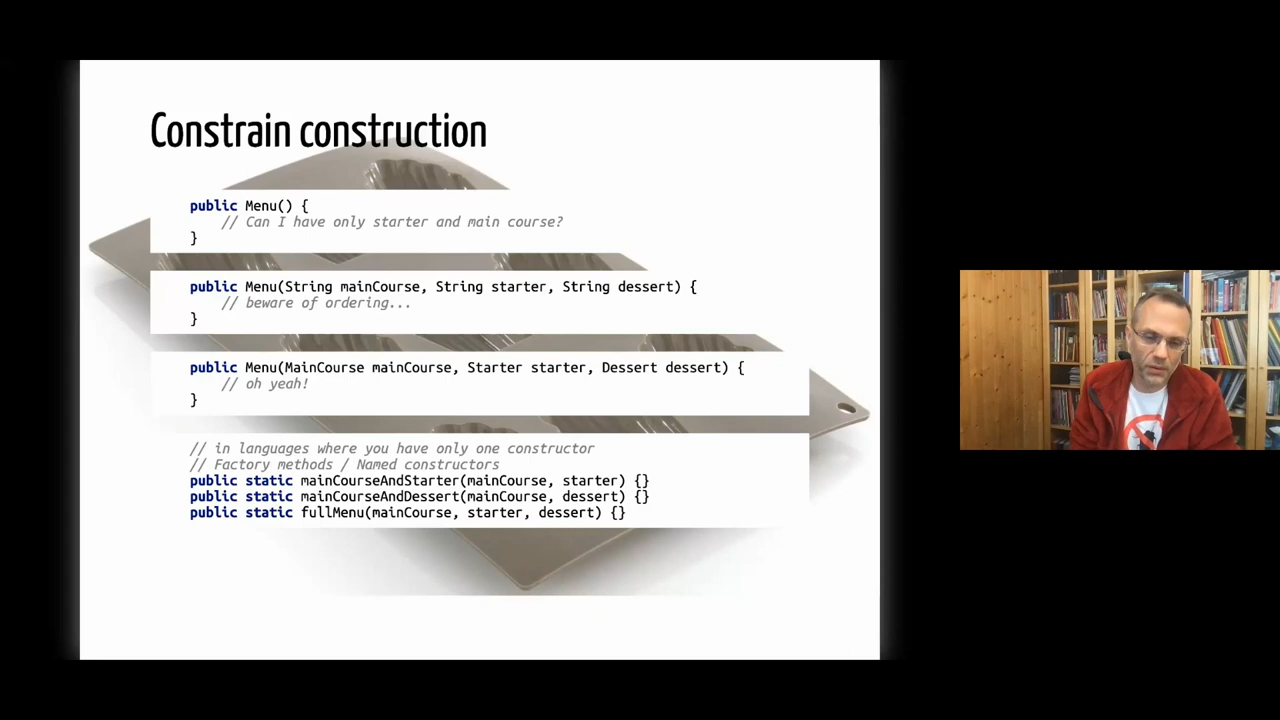 Constrain construction
public Menu() {
// Can I have only starter and main course?
}
public Menu(String mainCourse, String starter, String dessert) {
// beware of ordering...
}
public Menu(MainCourse mainCourse, Starter starter, Dessert dessert) {
// oh yeah!
}
// in languages where you have only one constructor
// Factory methods / Named constructors
public static mainCourseAndStarter(mainCourse, starter) {}
public static mainCourseAndDessert(mainCourse, dessert) {}
public static fullMenu(mainCourse, starter, dessert) {}